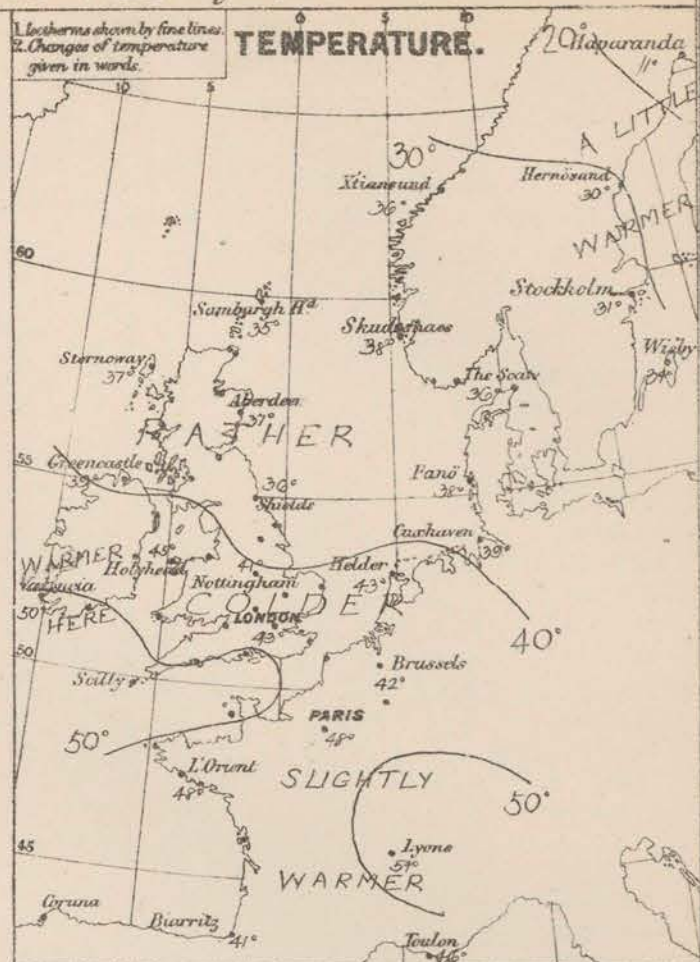 1. Isotherms shown by fine lines.
2. Changes of temperature
given in words.
TEMPERATURE.
0
5
10
10
5
20°
Haparanda
11°
A LITTLE
WARMER
30°
Xtiansund
36°
Hernösand
30°
60
Sumburgh Hd
35°
Stockholm
31°
Skudesnaes
38°
Stornoway
37°
Wisby
34°
The Scaw
36°
Aberdeen
37°
RATHER
55
Greencastle
39°
36°
Shields
Fanö
38°
Cuxhaven
39°
WARMER
45°
Holyhead
Helder
43°
Nottingham
Valencia
50°
HERE
COLDER
LONDON
43
40°
50
Brussels
42°
Scilly
PARIS
48°
50°
L'Orient
48°
SLIGHTLY
50°
45
Lyons
WARMER
Coruna
Biarritz
41°
Toulon
46°